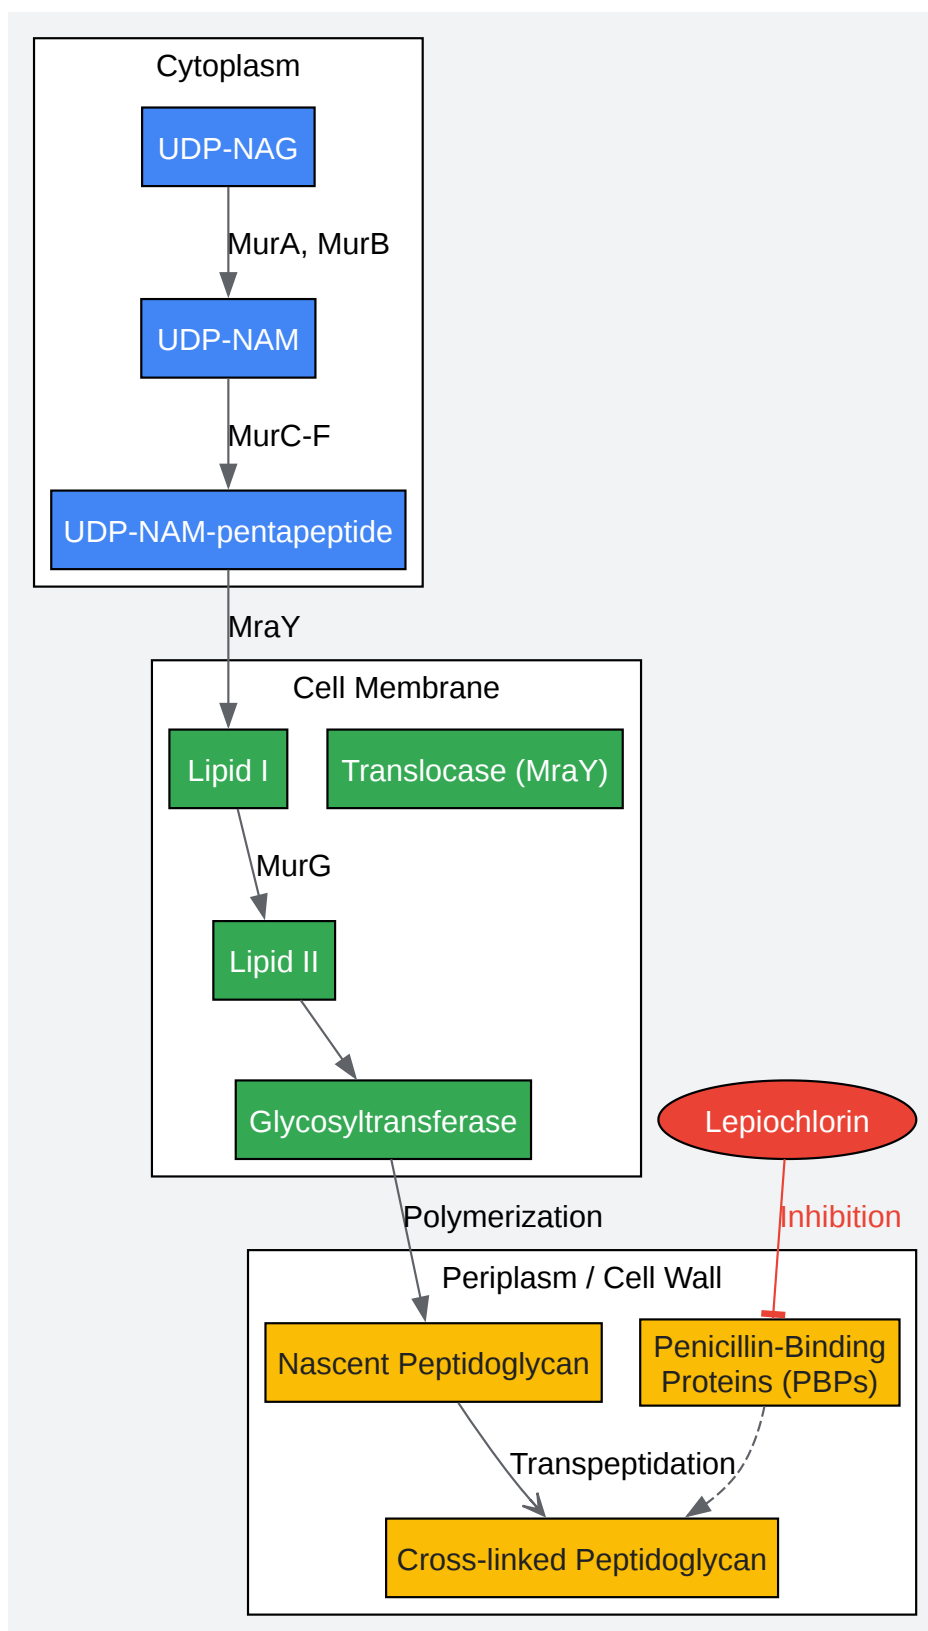 Cytoplasm
UDP-NAG
MurA, MurB
UDP-NAM
MurC-F
UDP-NAM-pentapeptide
MraY
Cell Membrane
Lipid I
Translocase (MraY)
MurG
Lipid II
Glycosyltransferase
Lepiochlorin
Polymerization
Inhibition
Periplasm / Cell Wall
Nascent Peptidoglycan
Penicillin-Binding
Proteins (PBPs)
Transpeptidation
Cross-linked Peptidoglycan